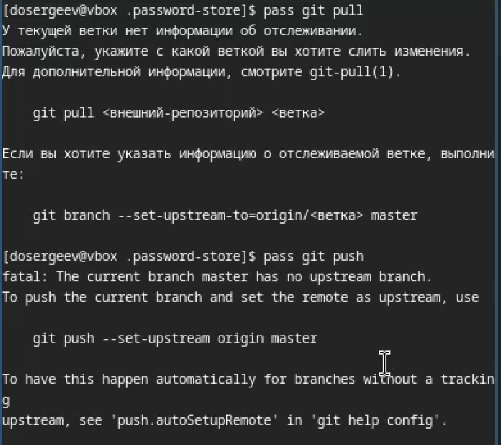 [dosergeev@vbox .password-store]$ pass git pull
У текущей ветки нет информации об отслеживании.
Пожалуйста, укажите с какой веткой вы хотите слить изменения.
Для дополнительной информации, смотрите git-pull(1).
git pull <внешний-репозиторий> <ветка>
Если вы хотите указать информацию о отслеживаемой ветке, выполни
те:
git branch --set-upstream-to=origin/<ветка> master
[dosergeev@vbox .password-store]$ pass git push
fatal: The current branch master has no upstream branch.
To push the current branch and set the remote as upstream, use
git push --set-upstream origin master
To have this happen automatically for branches without a trackin
g
upstream, see 'push.autoSetupRemote' in 'git help config'.